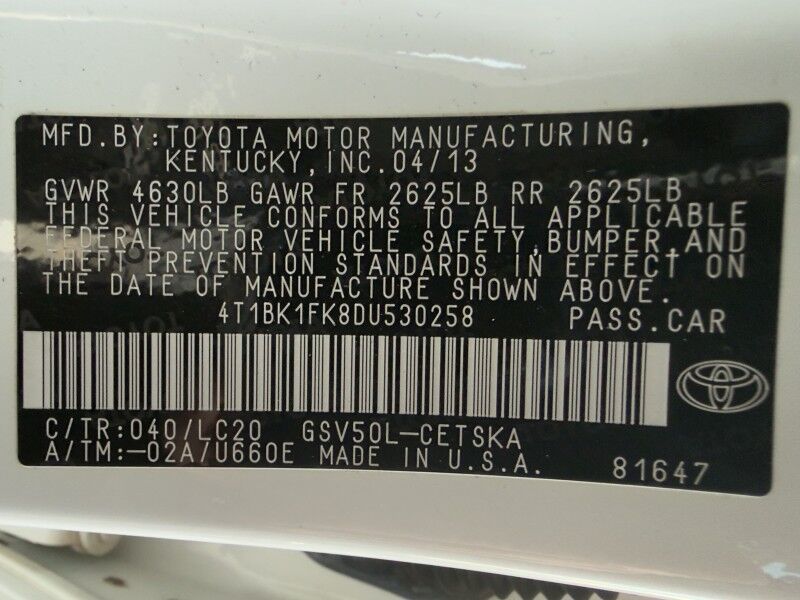 MFD.BY:TOYOTA MOTOR MANUFACTURING,
KENTUCKY,INC.04/13
GVWR 4630LB GAWR FR 2625LB RR 2625LB
THIS VEHICLE CONFORMS TO ALL APPLICABLE
FEDERAL MOTOR VEHICLE SAFETY,BUMPER,AND
THEFT PREVENTION STANDARDS IN EFFECT ON
THE DATE OF MANUFACTURE SHOWN ABOVE.
4T1BK1FK8DU530258 PASS.CAR
C/TR:040/LC20 GSV50L-CETSKA
A/TM:-02A/U660E MADE IN U.S.A. 81647